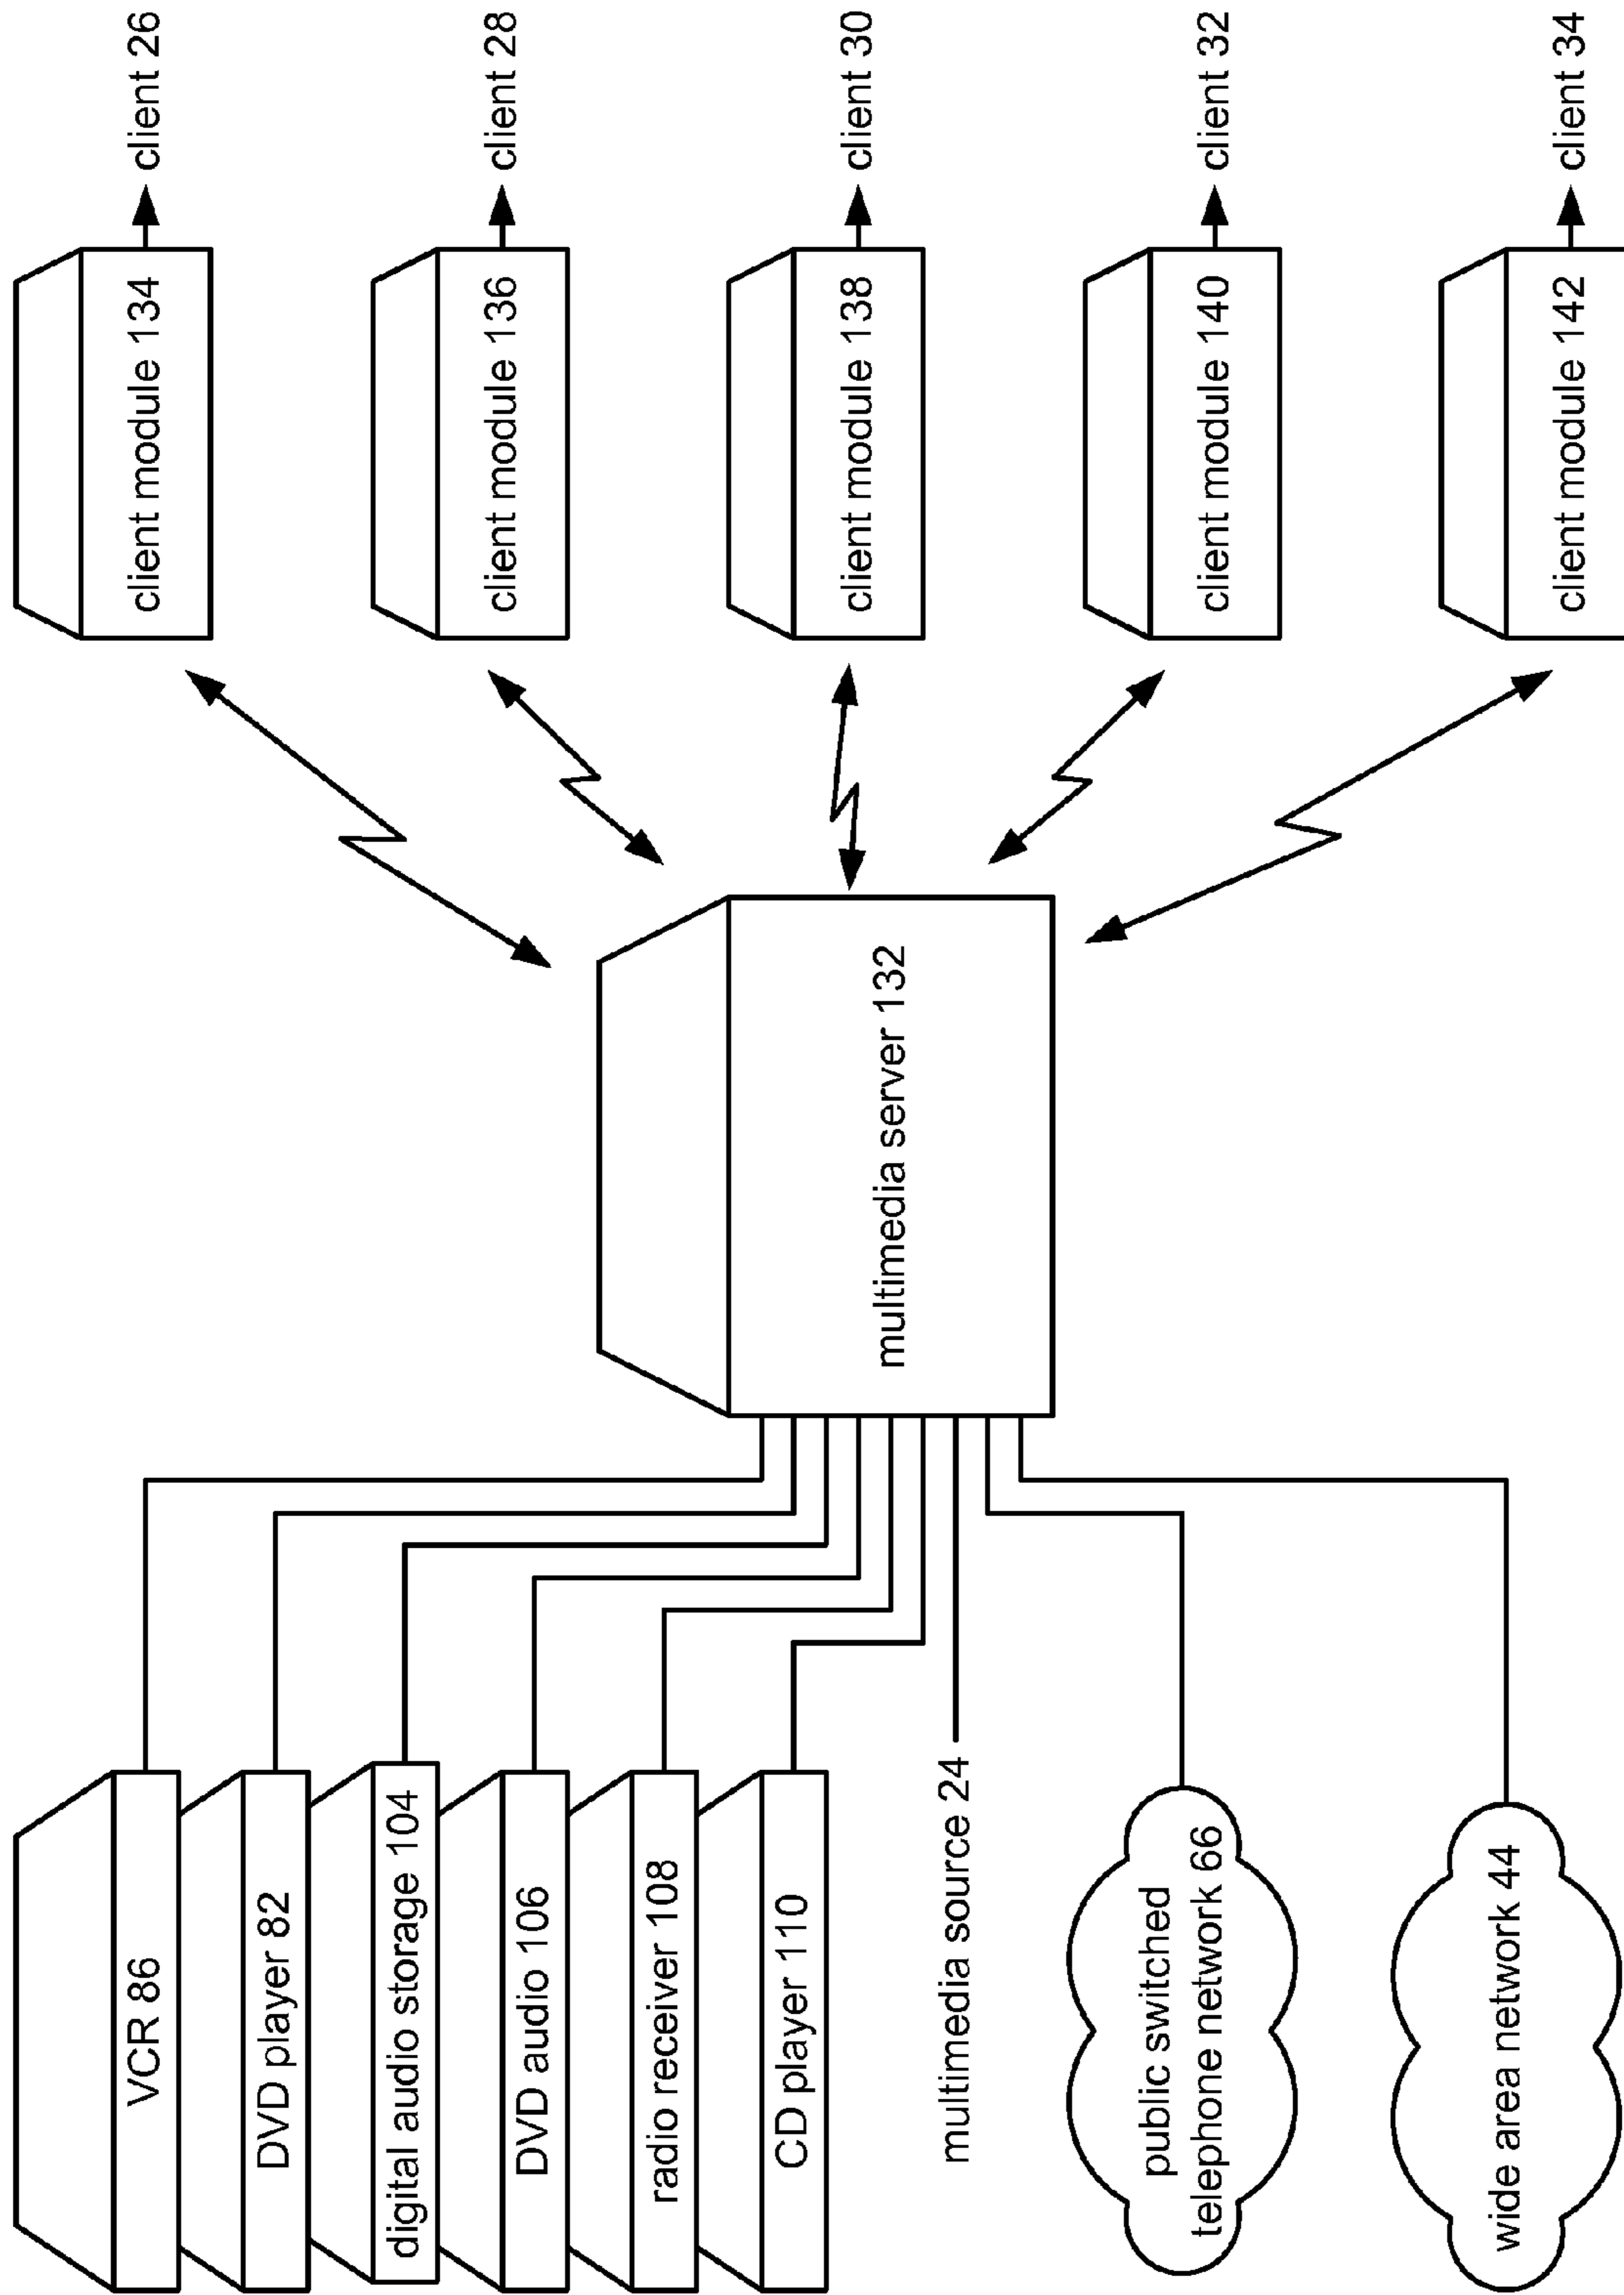 VCR 86
DVD player 82
digital audio storage 104
DVD audio 106
radio receiver 108
CD player 110
multimedia source 24
public switched
telephone network 66
wide area network 44
multimedia server 132
client module 134
client 26
client module 136
client 28
client module 138
client 30
client module 140
client 32
client module 142
client 34